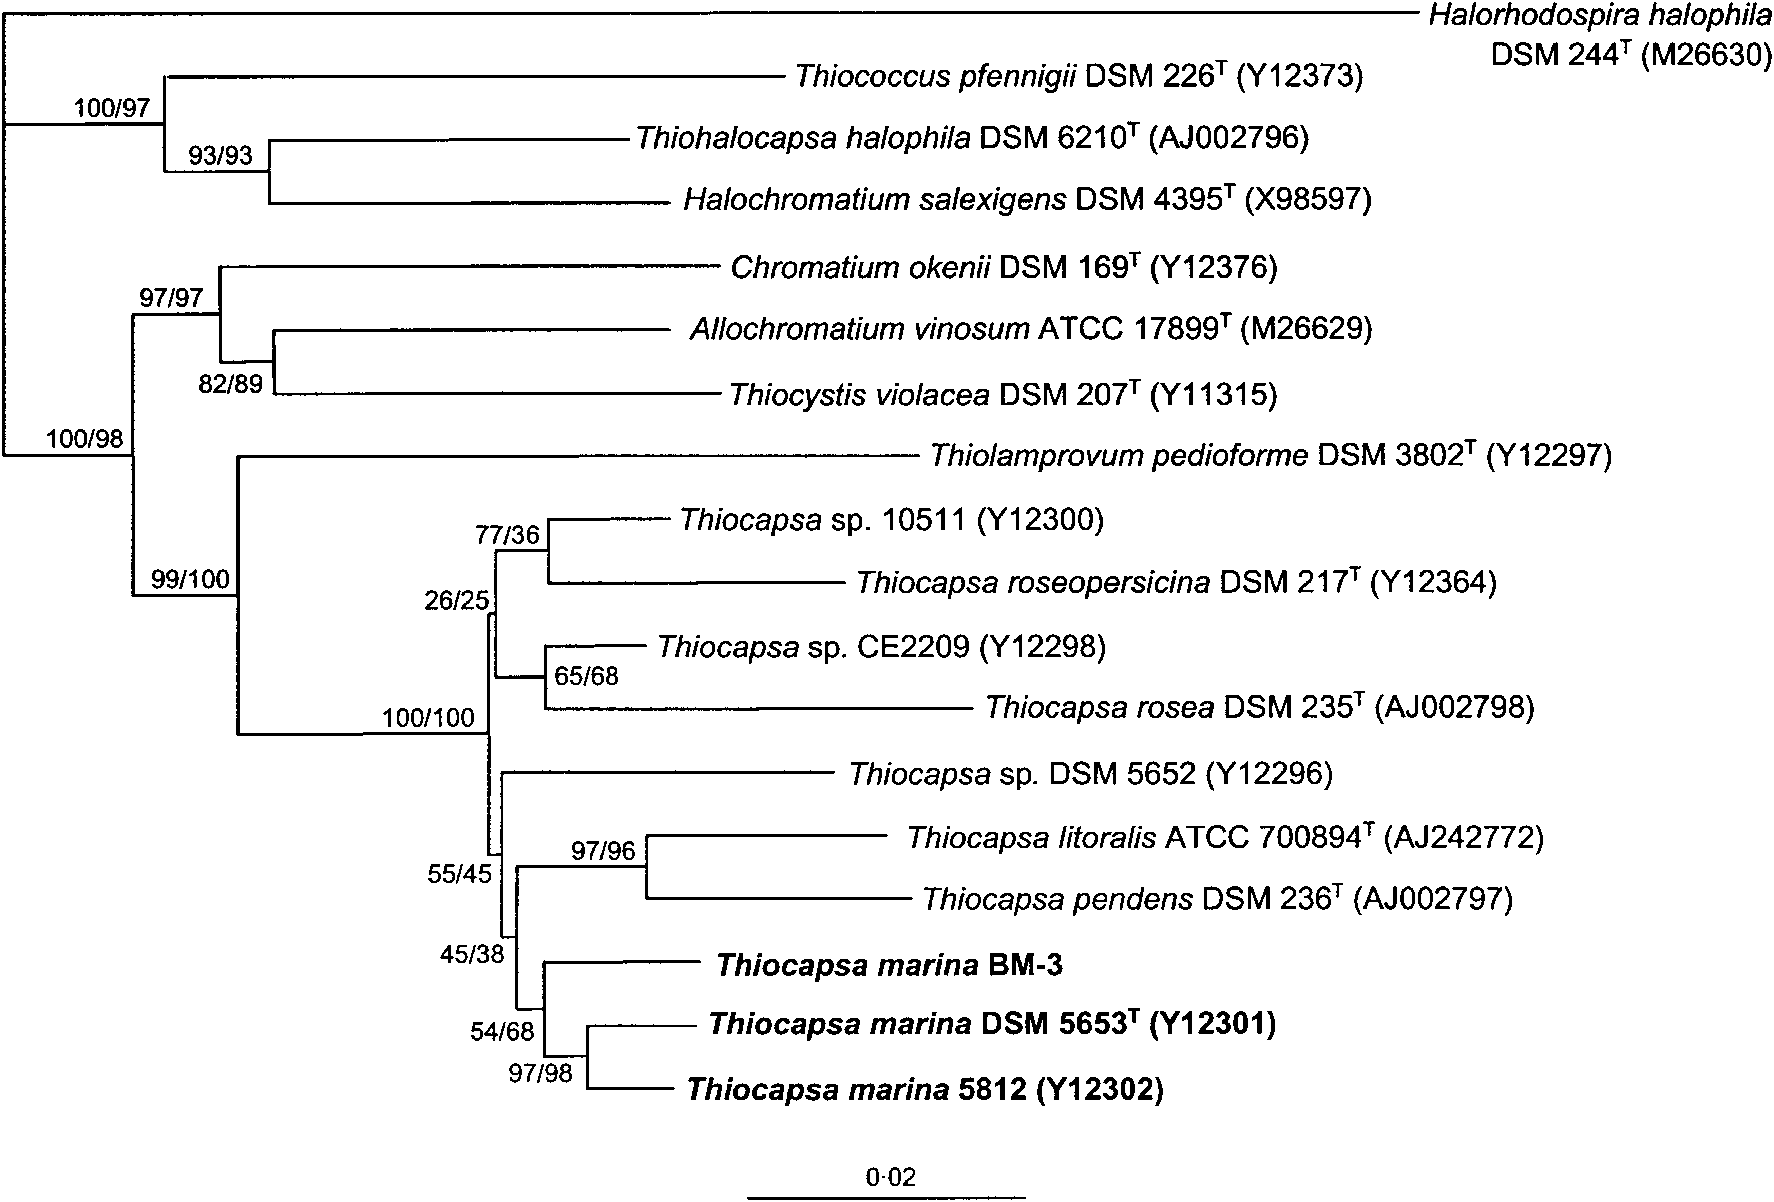 Halorhodospira halophila
DSM 244ᵀ (M26630)
Thiococcus pfennigii DSM 226ᵀ (Y12373)
100/97
Thiohalocapsa halophila DSM 6210ᵀ (AJ002796)
93/93
Halochromatium salexigens DSM 4395ᵀ (X98597)
Chromatium okenii DSM 169ᵀ (Y12376)
97/97
Allochromatium vinosum ATCC 17899ᵀ (M26629)
82/89
Thiocystis violacea DSM 207ᵀ (Y11315)
100/98
Thiolamprovum pedioforme DSM 3802ᵀ (Y12297)
Thiocapsa sp. 10511 (Y12300)
77/36
99/100
Thiocapsa roseopersicina DSM 217ᵀ (Y12364)
26/25
Thiocapsa sp. CE2209 (Y12298)
65/68
Thiocapsa rosea DSM 235ᵀ (AJ002798)
100/100
Thiocapsa sp. DSM 5652 (Y12296)
Thiocapsa litoralis ATCC 700894ᵀ (AJ242772)
97/96
55/45
Thiocapsa pendens DSM 236ᵀ (AJ002797)
45/38
Thiocapsa marina BM-3
Thiocapsa marina DSM 5653ᵀ (Y12301)
54/68
97/98
Thiocapsa marina 5812 (Y12302)
0·02